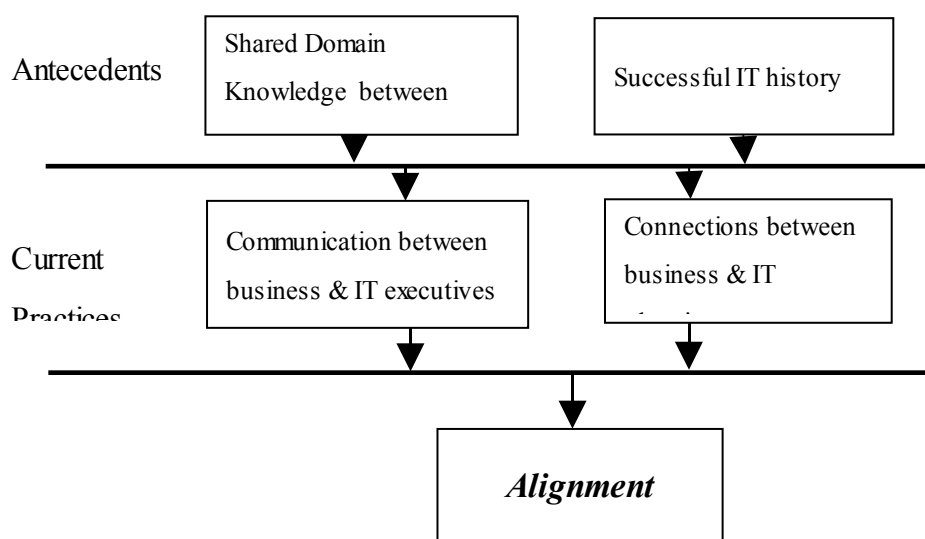 Antecedents
Shared Domain
Knowledge between
Successful IT history
Current
Practices
Communication between
business & IT executives
Connections between
business & IT
Alignment